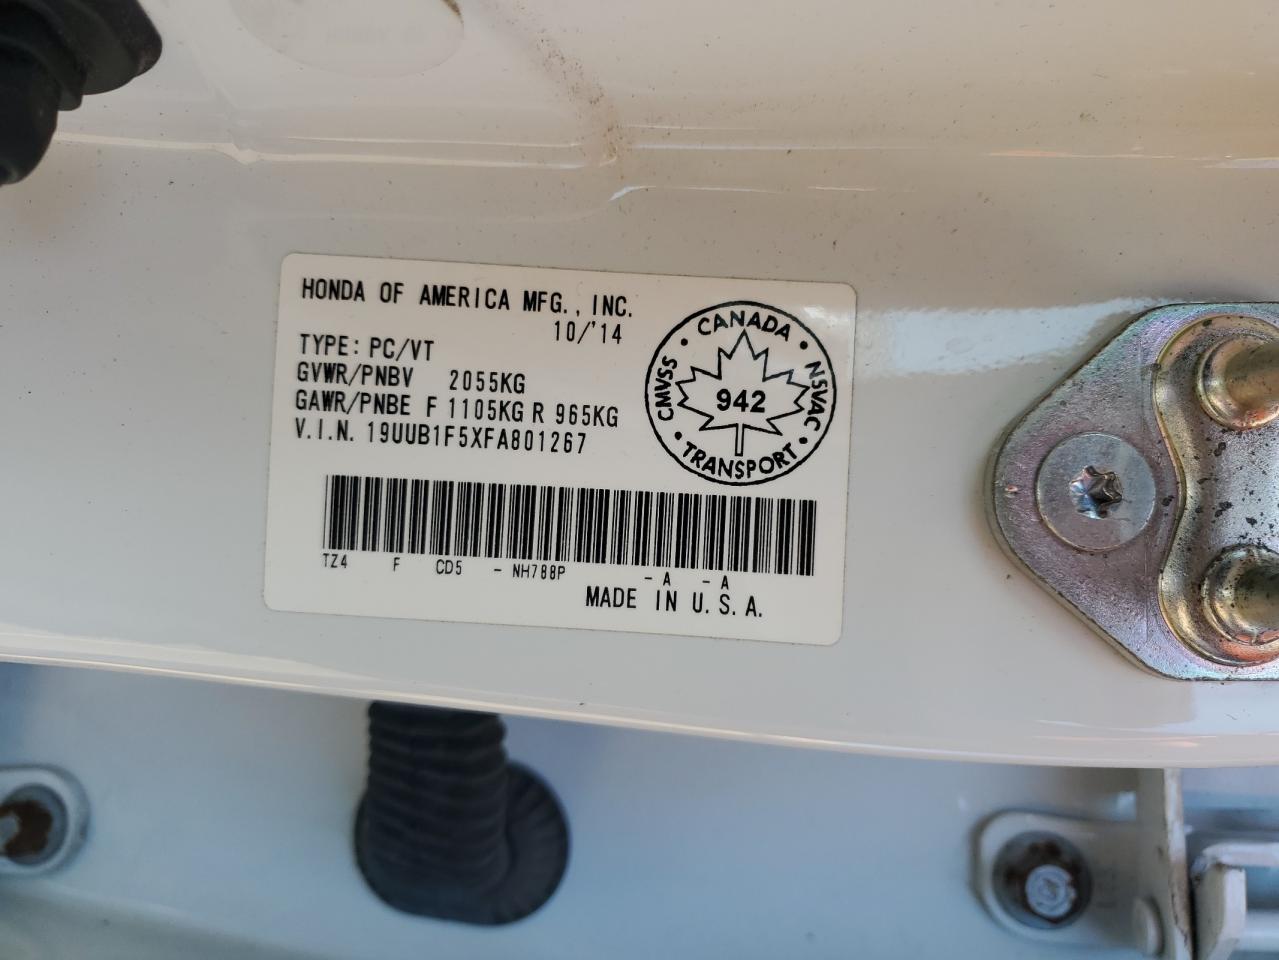 HONDA OF AMERICA MFG., INC.
10/'14
TYPE: PC/VT
GVWR/PNBV 2055KG
GAWR/PNBE F 1105KG R 965KG
V.I.N. 19UUB1F5XFA801267
CANADA
CMVSS
NSVAC
942
TRANSPORT
TZ4 F CD5 - NH788P - A - A
MADE IN U.S.A.